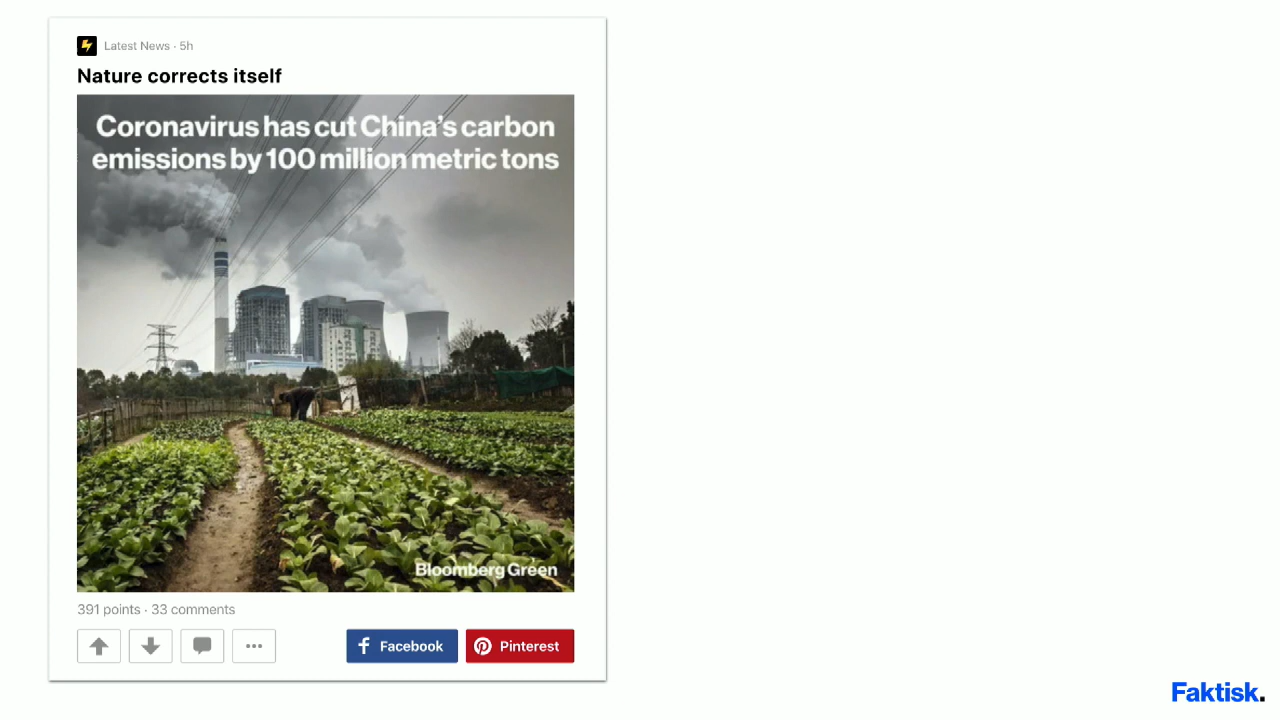 Latest News · 5h
Nature corrects itself
Coronavirus has cut China's carbon
emissions by 100 million metric tons
Bloomberg Green
391 points · 33 comments
Facebook
Pinterest
Faktisk.